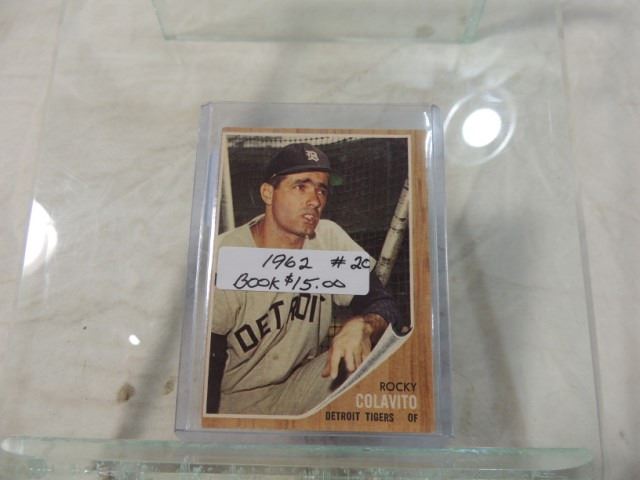 D
1962 #20
BOOK $15.00
DETROIT
ROCKY
COLAVITO
DETROIT TIGERS OF